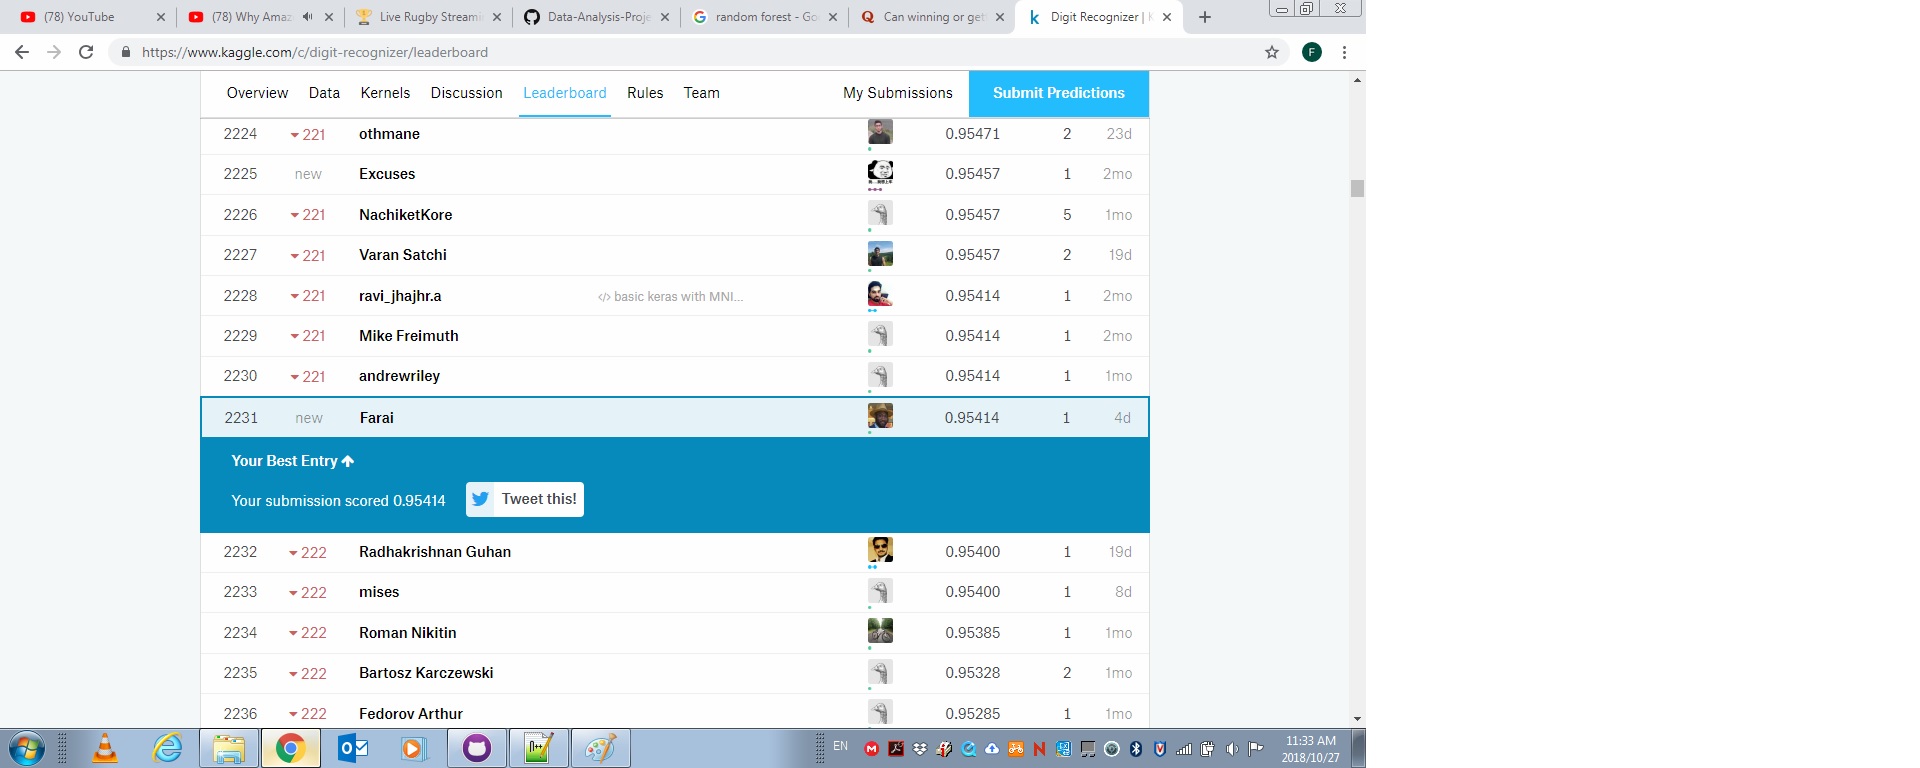 (78) YouTube (78) Why Amaz Live Rugby Streami Data-Analysis-Proje random forest - Go Can winning or get Digit Recognizer | K
https://www.kaggle.com/c/digit-recognizer/leaderboard F
Overview Data Kernels Discussion Leaderboard Rules Team My Submissions Submit Predictions
2224 221 othmane 0.95471 2 23d
2225 new Excuses 0.95457 1 2mo
2226 221 NachiketKore 0.95457 5 1mo
2227 221 Varan Satchi 0.95457 2 19d
2228 221 ravi_jhajhr.a </> basic keras with MNI... 0.95414 1 2mo
2229 221 Mike Freimuth 0.95414 1 2mo
2230 221 andrewriley 0.95414 1 1mo
2231 new Farai 0.95414 1 4d
Your Best Entry
Your submission scored 0.95414 Tweet this!
2232 222 Radhakrishnan Guhan 0.95400 1 19d
2233 222 mises 0.95400 1 8d
2234 222 Roman Nikitin 0.95385 1 1mo
2235 222 Bartosz Karczewski 0.95328 2 1mo
2236 222 Fedorov Arthur 0.95285 1 1mo
EN 11:33 AM
2018/10/27